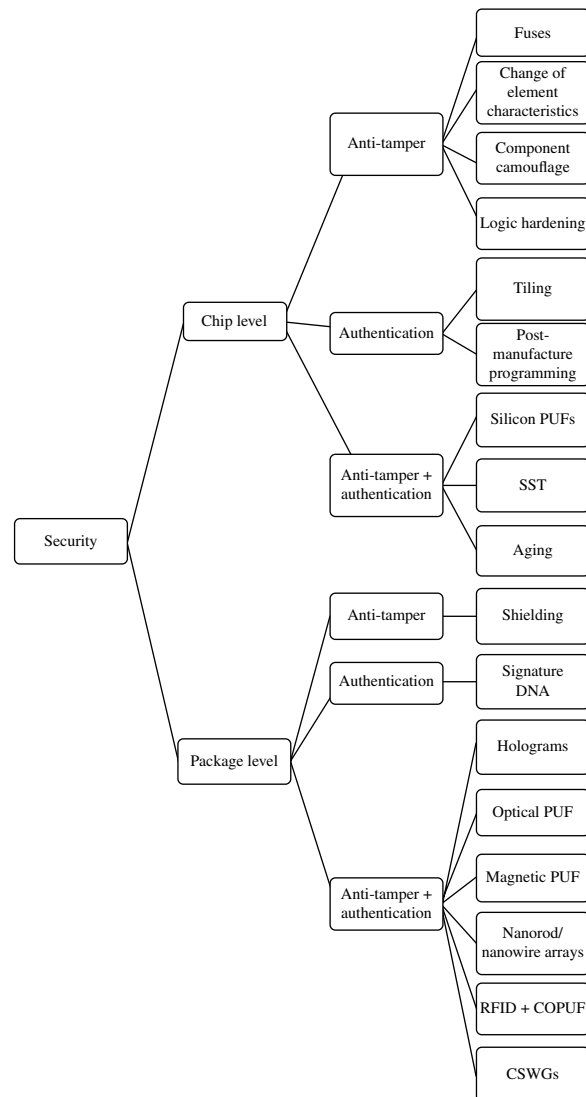 Security
Chip level
Anti-tamper
Fuses
Change of
element
characteristics
Component
camouflage
Logic hardening
Authentication
Tiling
Post-
manufacture
programming
Anti-tamper +
authentication
Silicon PUFs
SST
Aging
Package level
Anti-tamper
Shielding
Authentication
Signature
DNA
Anti-tamper +
authentication
Holograms
Optical PUF
Magnetic PUF
Nanorod/
nanowire arrays
RFID + COPUF
CSWGs